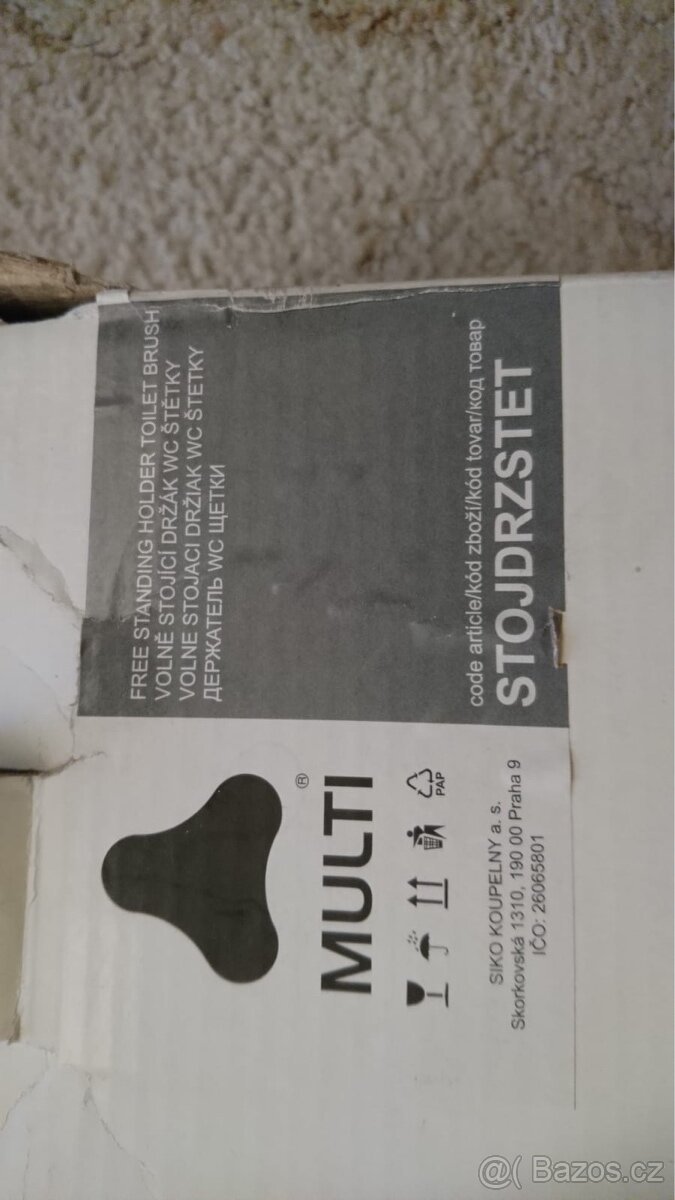 FREE STANDING HOLDER TOILET BRUSH
VOLNĚ STOJÍCÍ DRŽÁK WC ŠTĚTKY
VOLNE STOJACI DRŽIAK WC ŠTETKY
ДЕРЖАТЕЛЬ WC ЩЕТКИ
code article/kód zboží/kód tovar/код товар
STOJDRZSTET
®
MULTI
PAP
SIKO KOUPELNY a. s.
Skorkovská 1310, 190 00 Praha 9
IČO: 26065801
@( Bazos.cz